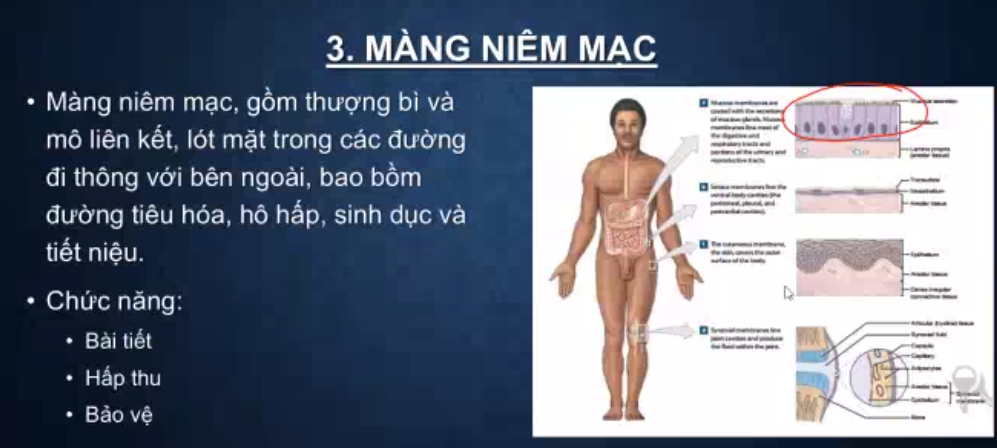 3. MÀNG NIÊM MẠC
• Màng niêm mạc, gồm thượng bì và
mô liên kết, lót mặt trong các đường
đi thông với bên ngoài, bao bồm
đường tiêu hóa, hô hấp, sinh dục và
tiết niệu.
• Chức năng:
• Bài tiết
• Hấp thu
• Bảo vệ
Mucous membranes are
coated with the secretions
of mucous glands. Mucous
membranes line most of
the digestive and
respiratory tracts and
portions of the urinary and
reproductive tracts.
Mucous secretion
Epithelium
Lamina propria
(areolar tissue)
Serous membranes line the
ventral body cavities (the
peritoneal, pleural, and
pericardial cavities).
Transudate
Mesothelium
Areolar tissue
The cutaneous membrane,
the skin, covers the outer
surface of the body.
Epithelium
Areolar tissue
Dense irregular
connective tissue
Synovial membranes line
joint cavities and produce
the fluid within the joint.
Articular (hyaline) tissue
Synovial fluid
Capsule
Capillary
Adipocytes
Areolar tissue
Epithelium
Synovial
membrane
Bone